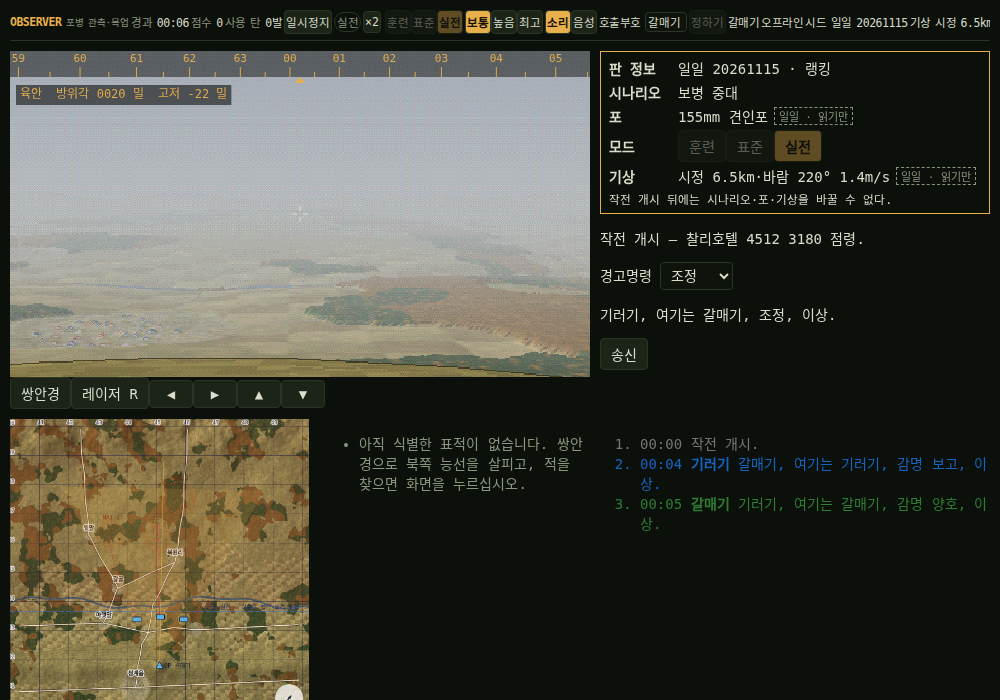 OBSERVER 포병 관측·목업 경과 00:06 점수 0 사용 탄 0발 일시정지 실전 ×2 훈련 표준 실전 보통 높음 최고 소리 음성 호출부호 갈매기 정하기 갈매기 오프라인 시드 일일 20261115 기상 시정 6.5km
59 60 61 62 63 00 01 02 03 04 05
육안 방위각 0020 밀 고저 -22 밀
쌍안경 레이저 R ◀ ▶ ▲ ▼
판 정보 일일 20261115 · 랭킹
시나리오 보병 중대
포 155mm 견인포 일일 · 읽기만
모드 훈련 표준 실전
기상 시정 6.5km·바람 220° 1.4m/s 일일 · 읽기만
작전 개시 뒤에는 시나리오·포·기상을 바꿀 수 없다.
작전 개시 — 찰리호텔 4512 3180 점령.
경고명령 조정
기러기, 여기는 갈매기, 조정, 이상.
송신
• 아직 식별한 표적이 없습니다. 쌍안
경으로 북쪽 능선을 살피고, 적을
찾으면 화면을 누르십시오.
1. 00:00 작전 개시.
2. 00:04 기러기 갈매기, 여기는 기러기, 감명 보고, 이
상.
3. 00:05 갈매기 기러기, 여기는 갈매기, 감명 양호, 이
상.